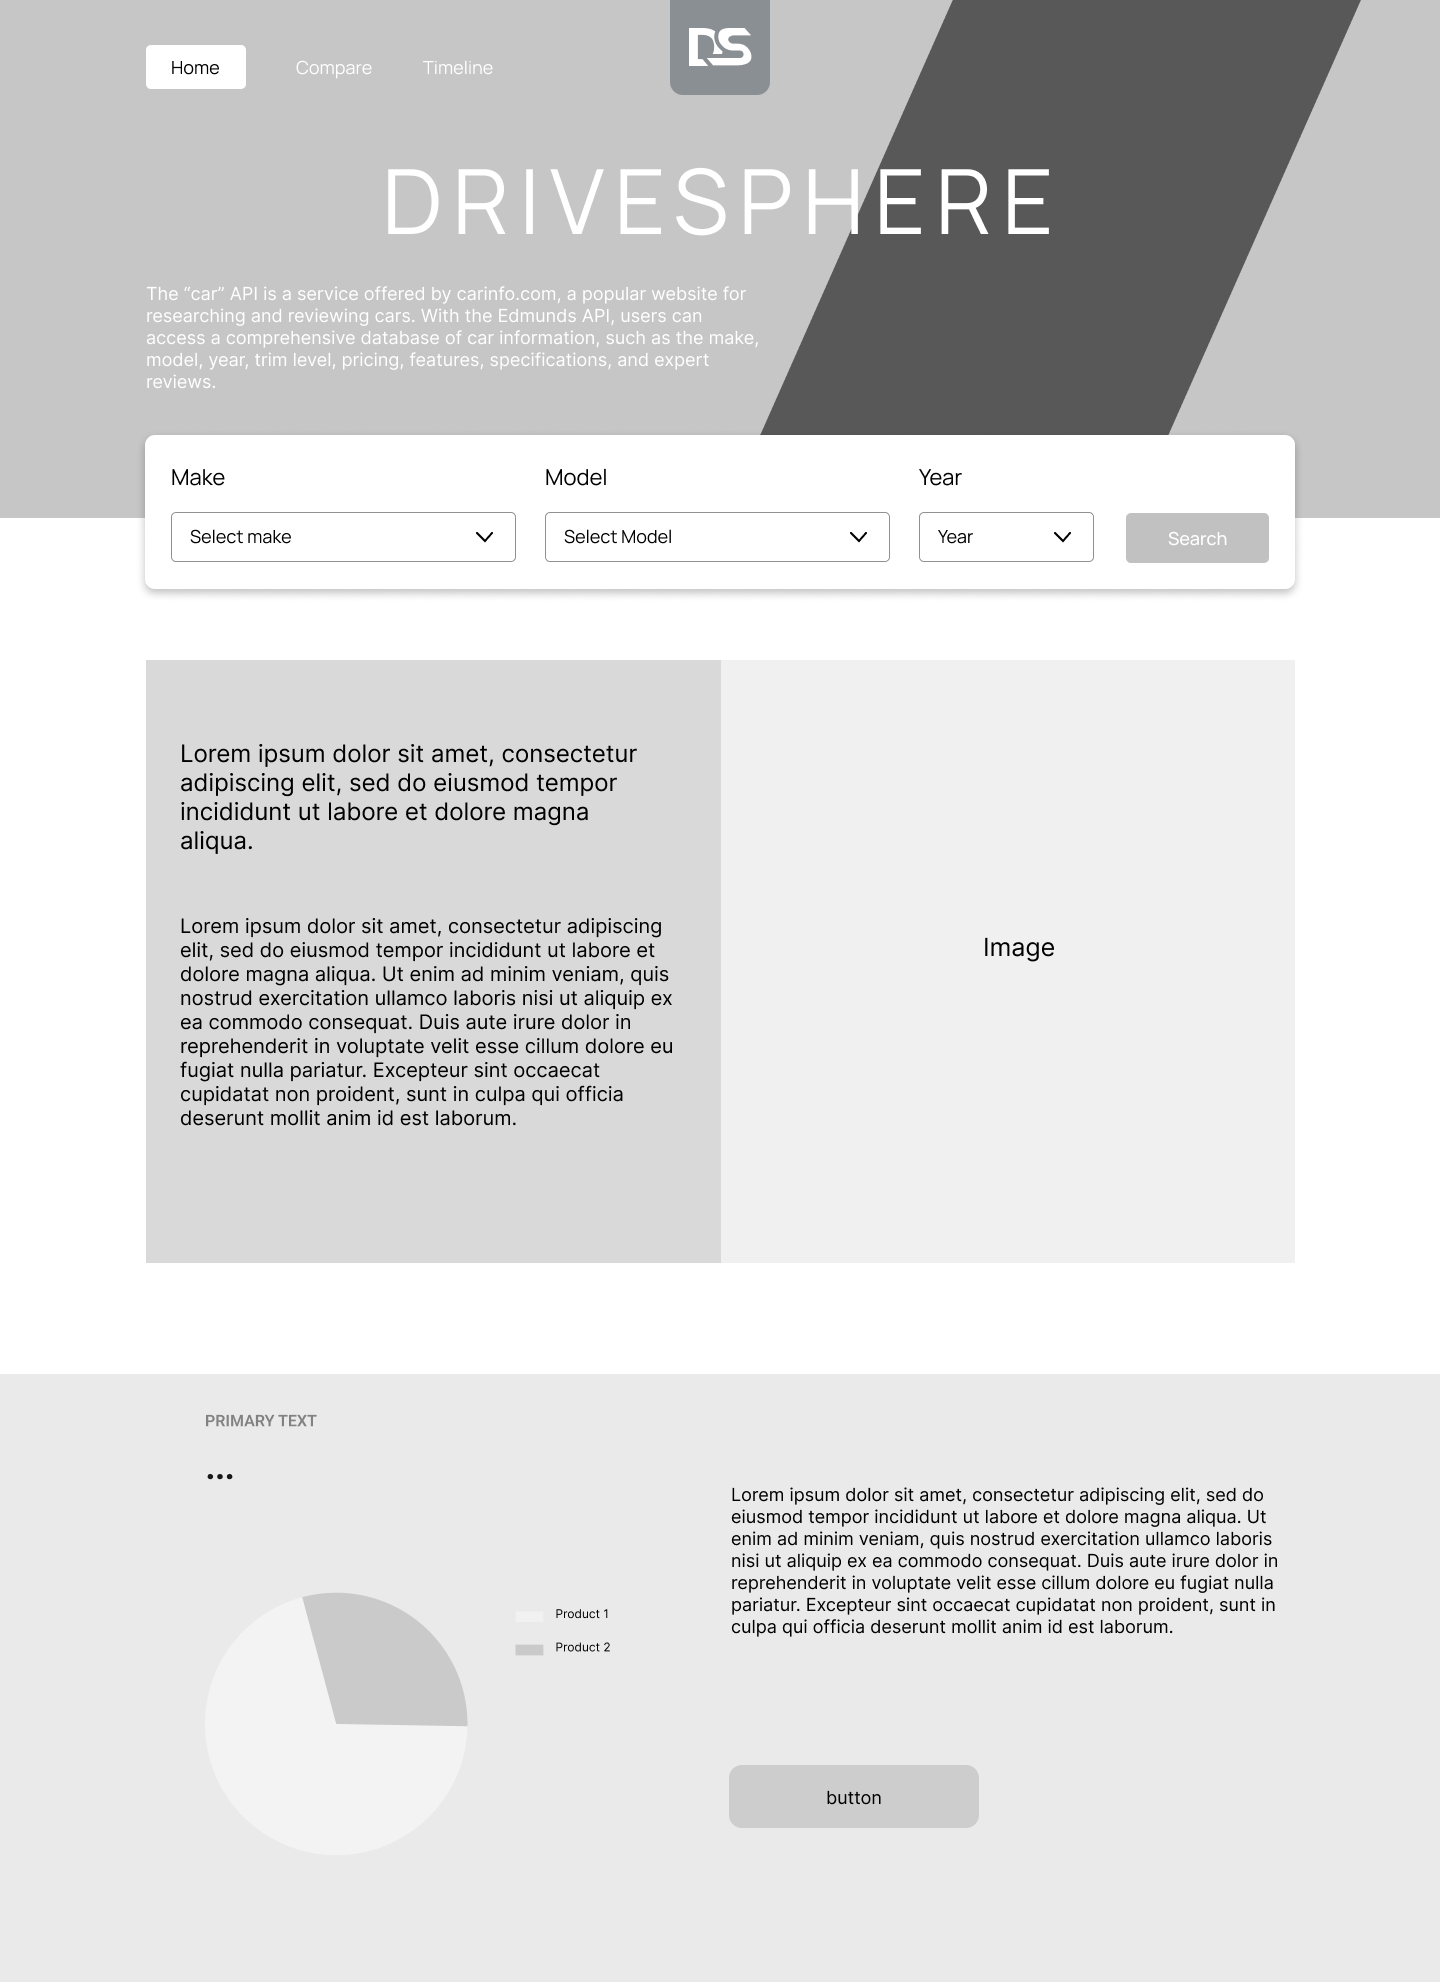 Home
Compare
Timeline
DS
DRIVESPHERE
The “car” API is a service offered by carinfo.com, a popular website for
researching and reviewing cars. With the Edmunds API, users can
access a comprehensive database of car information, such as the make,
model, year, trim level, pricing, features, specifications, and expert
reviews.
Make
Model
Year
Select make
Select Model
Year
Search
Lorem ipsum dolor sit amet, consectetur
adipiscing elit, sed do eiusmod tempor
incididunt ut labore et dolore magna
aliqua.
Lorem ipsum dolor sit amet, consectetur adipiscing
elit, sed do eiusmod tempor incididunt ut labore et
dolore magna aliqua. Ut enim ad minim veniam, quis
nostrud exercitation ullamco laboris nisi ut aliquip ex
ea commodo consequat. Duis aute irure dolor in
reprehenderit in voluptate velit esse cillum dolore eu
fugiat nulla pariatur. Excepteur sint occaecat
cupidatat non proident, sunt in culpa qui officia
deserunt mollit anim id est laborum.
Image
PRIMARY TEXT
...
Product 1
Product 2
Lorem ipsum dolor sit amet, consectetur adipiscing elit, sed do
eiusmod tempor incididunt ut labore et dolore magna aliqua. Ut
enim ad minim veniam, quis nostrud exercitation ullamco laboris
nisi ut aliquip ex ea commodo consequat. Duis aute irure dolor in
reprehenderit in voluptate velit esse cillum dolore eu fugiat nulla
pariatur. Excepteur sint occaecat cupidatat non proident, sunt in
culpa qui officia deserunt mollit anim id est laborum.
button